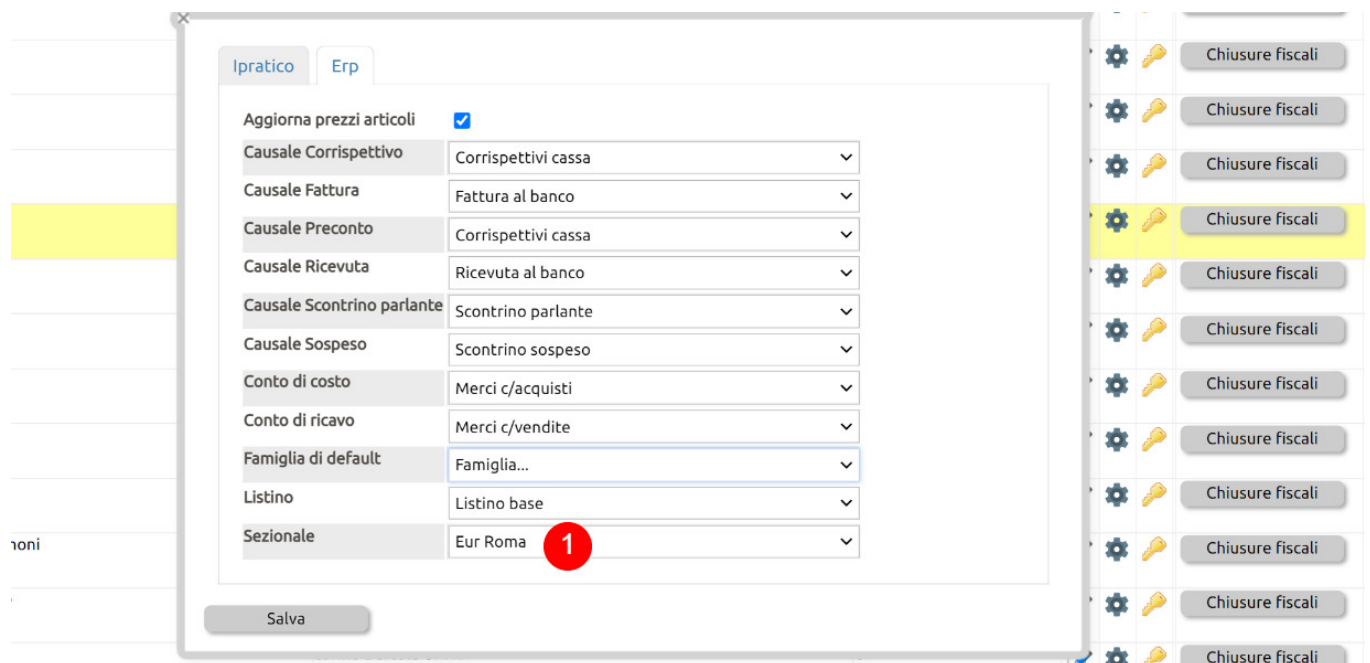 Ipratico Erp
Aggiorna prezzi articoli
Causale Corrispettivo Corrispettivi cassa
Causale Fattura Fattura al banco
Causale Preconto Corrispettivi cassa
Causale Ricevuta Ricevuta al banco
Causale Scontrino parlante Scontrino parlante
Causale Sospeso Scontrino sospeso
Conto di costo Merci c/acquisti
Conto di ricavo Merci c/vendite
Famiglia di default Famiglia...
Listino Listino base
Sezionale Eur Roma 1
Salva
noni
Chiusure fiscali
Chiusure fiscali
Chiusure fiscali
Chiusure fiscali
Chiusure fiscali
Chiusure fiscali
Chiusure fiscali
Chiusure fiscali
Chiusure fiscali
Chiusure fiscali
Chiusure fiscali
Chiusure fiscali